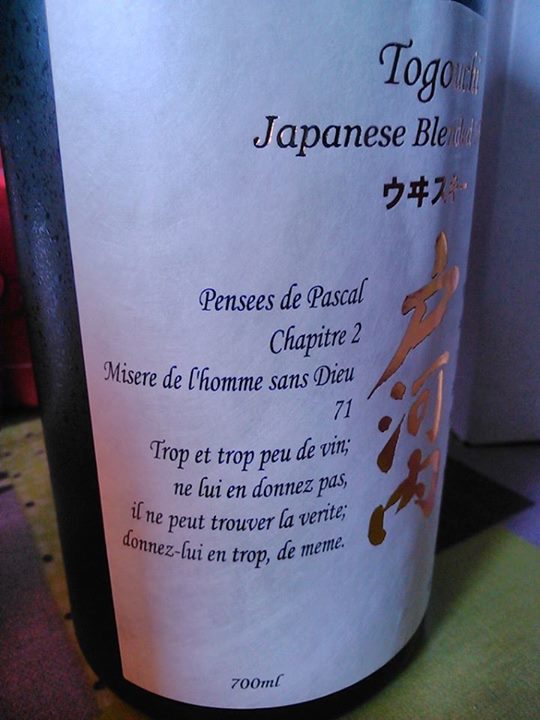 Togouchi
Japanese Blended
ウヰスキー
戸河内
Pensees de Pascal
Chapitre 2
Misere de l'homme sans Dieu
71
Trop et trop peu de vin;
ne lui en donnez pas,
il ne peut trouver la verite;
donnez-lui en trop, de meme.
700ml